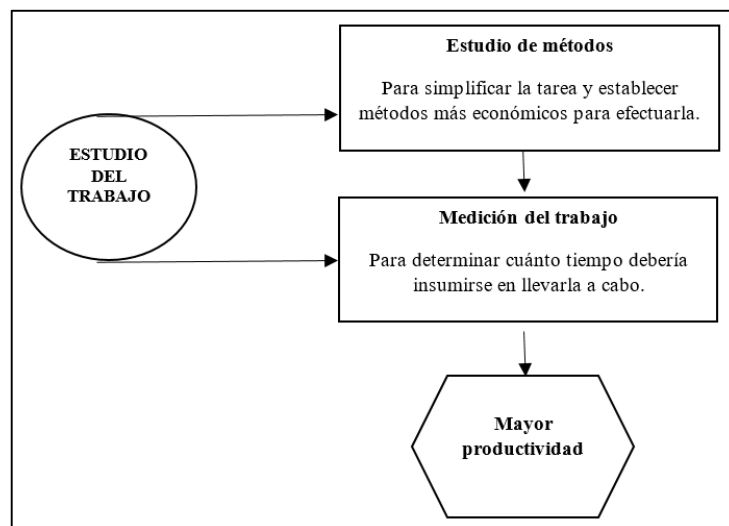 Estudio de métodos
Para simplificar la tarea y establecer
métodos más económicos para efectuarla.
ESTUDIO
DEL
TRABAJO
Medición del trabajo
Para determinar cuánto tiempo debería
insumirse en llevarla a cabo.
Mayor
productividad